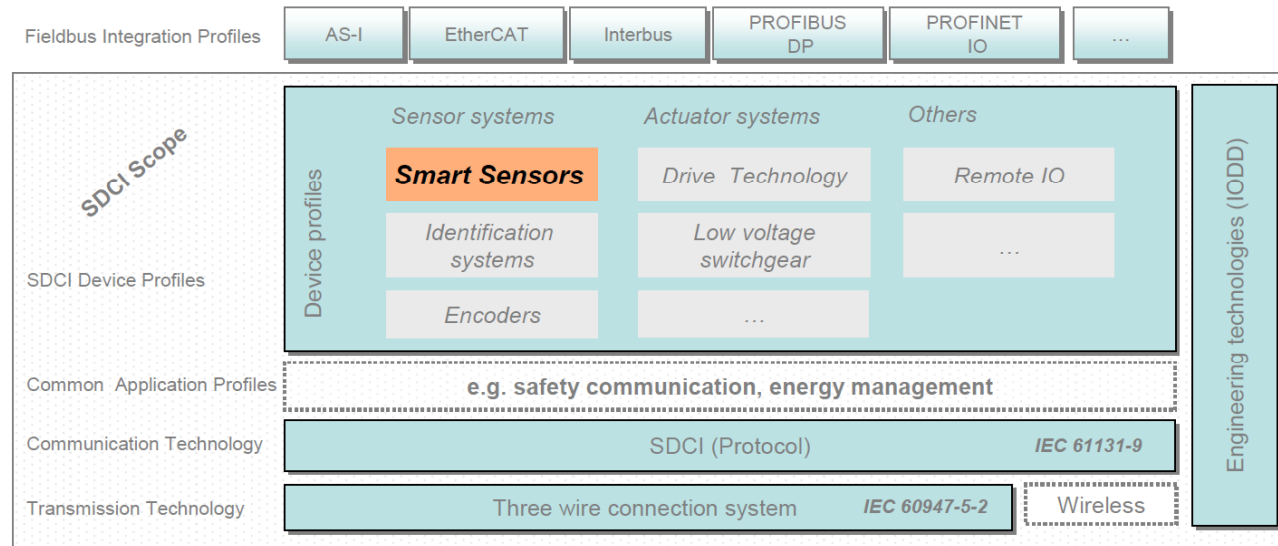 Fieldbus Integration Profiles
AS-I
EtherCAT
Interbus
PROFIBUS
DP
PROFINET
IO
...
SDCI Scope
SDCI Device Profiles
Device profiles
Sensor systems
Actuator systems
Others
Smart Sensors
Drive Technology
Remote IO
Identification
systems
Low voltage
switchgear
...
Encoders
...
Engineering technologies (IODD)
Common Application Profiles
e.g. safety communication, energy management
Communication Technology
SDCI (Protocol)
IEC 61131-9
Transmission Technology
Three wire connection system
IEC 60947-5-2
Wireless